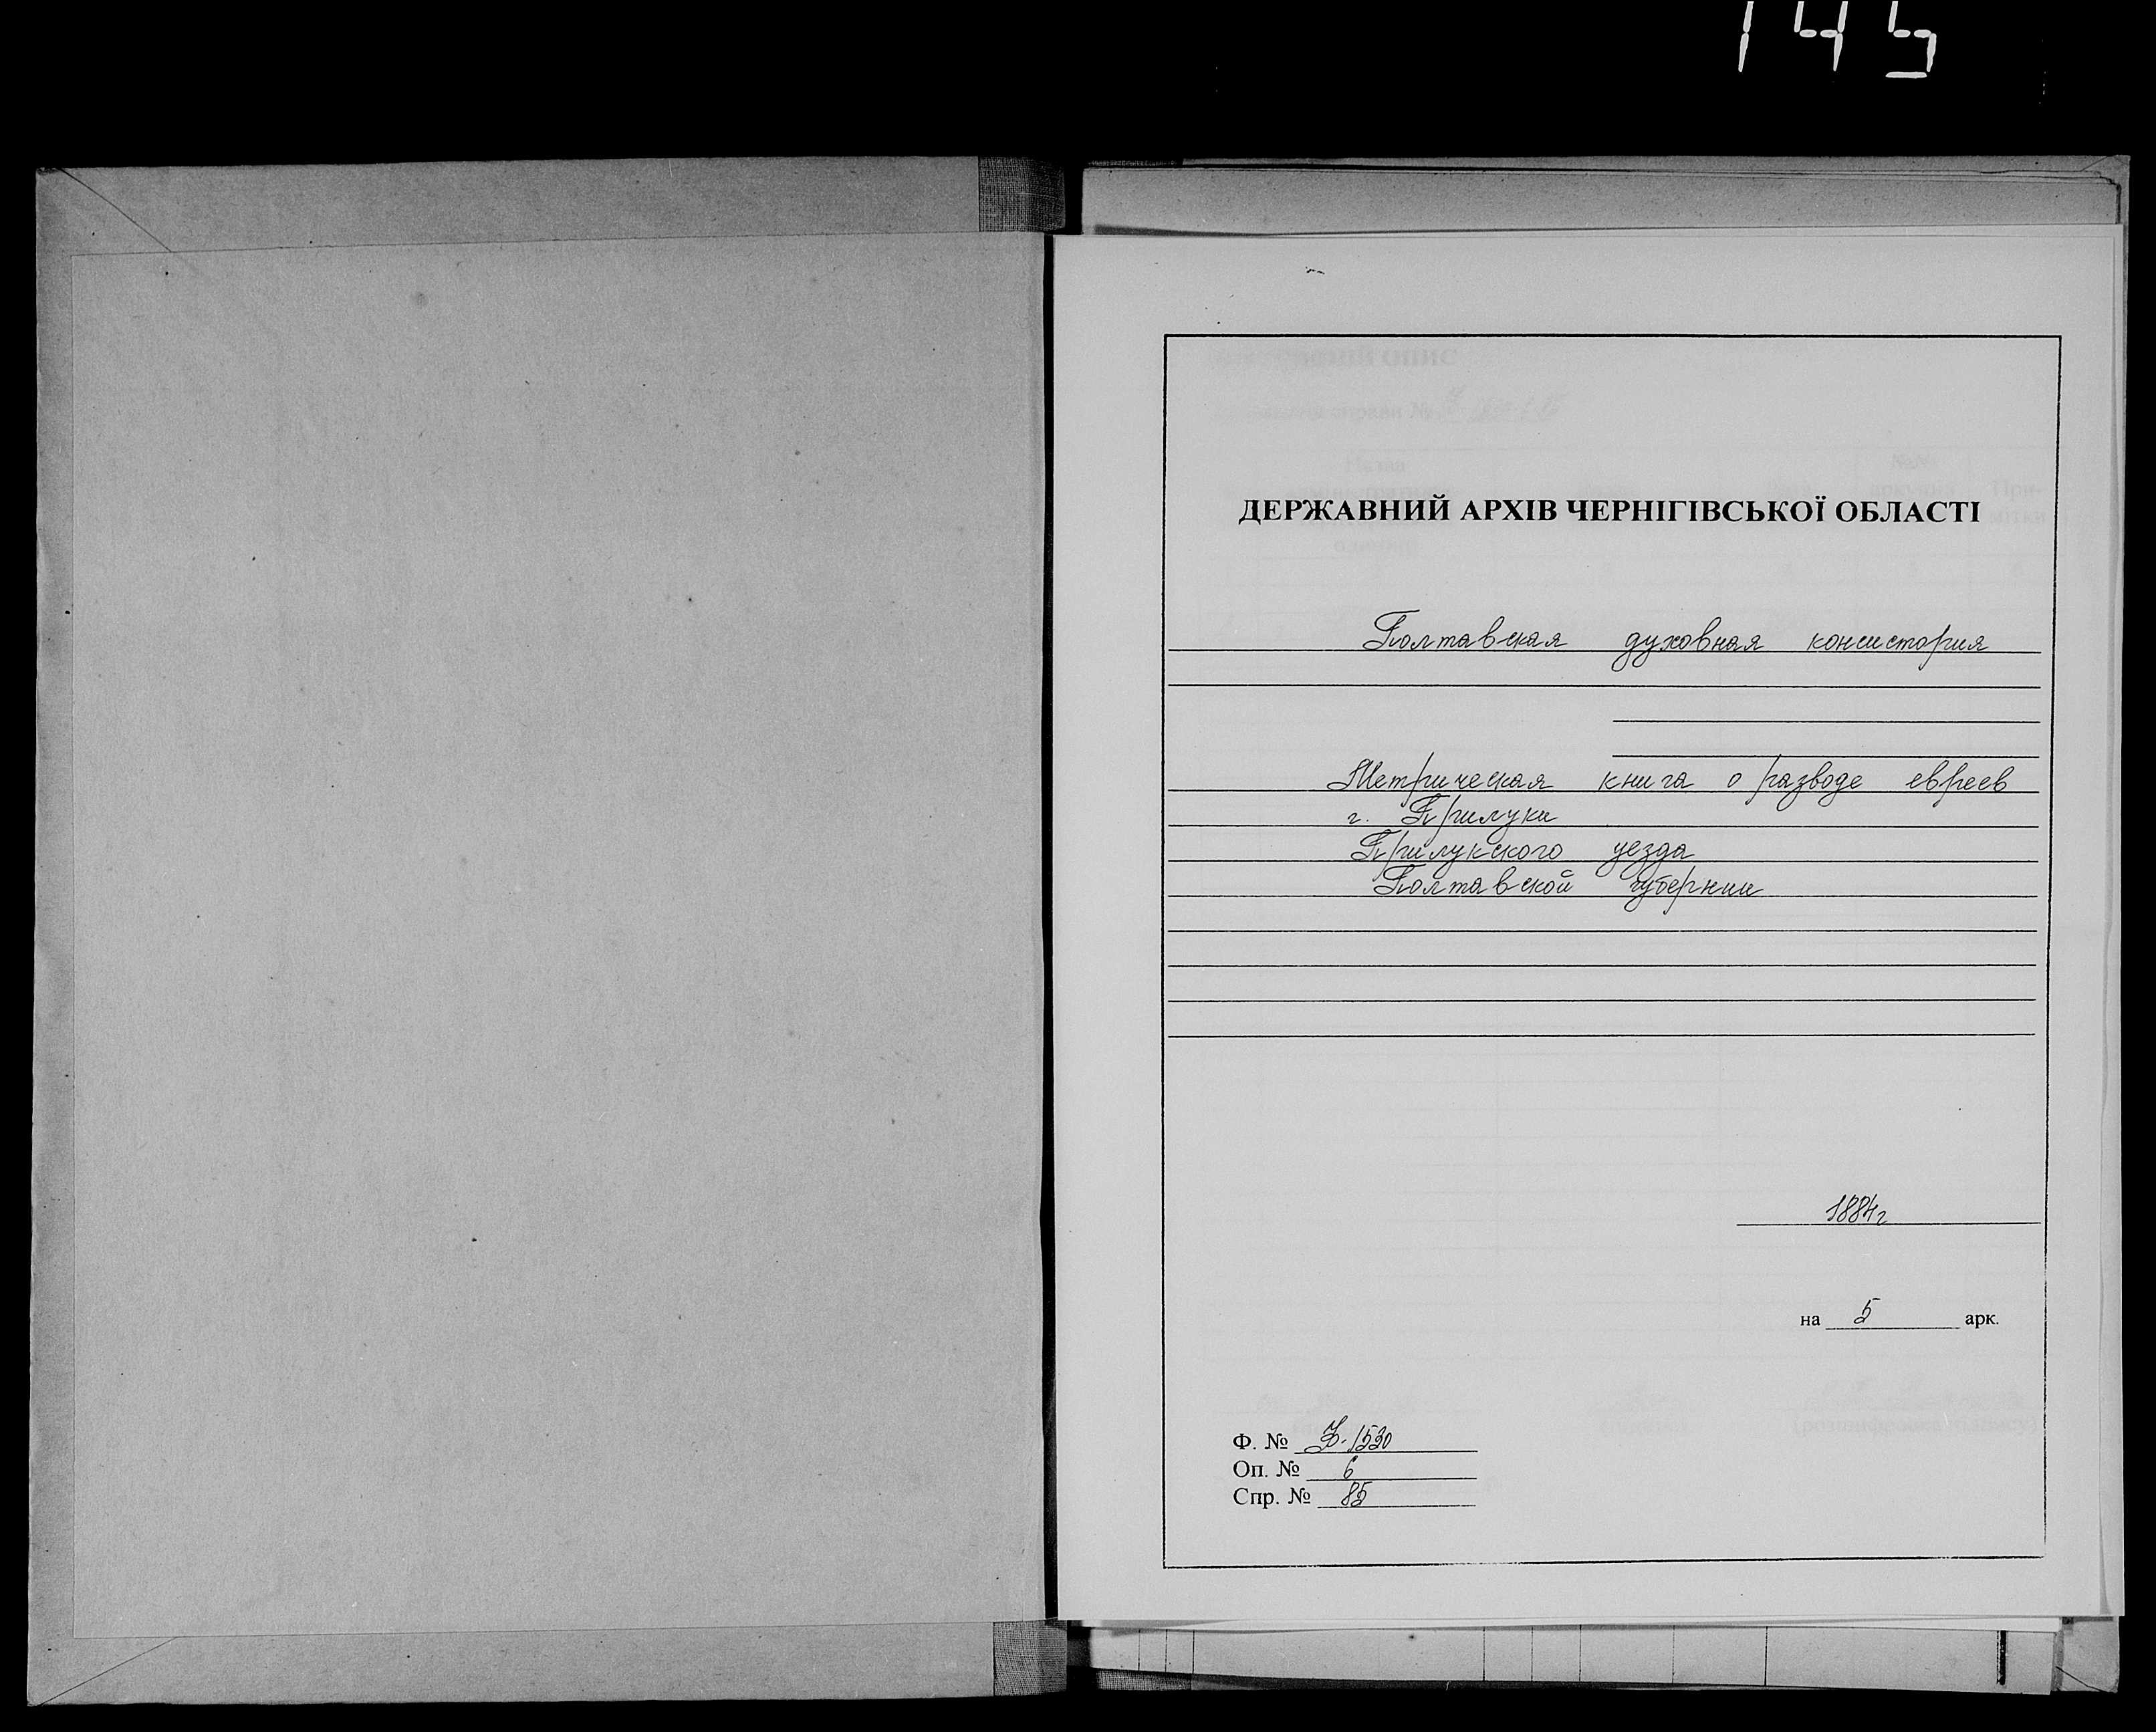 145
ДЕРЖАВНИЙ АРХІВ ЧЕРНІГІВСЬКОЇ ОБЛАСТІ
Полтавская духовная консистория
Метрическая книга о разводе евреев
г. Прилуки
Прилукского уезда
Полтавской губернии
1884г
на 5 арк.
Ф. № Ф-1530
Оп. № 6
Спр. № 85